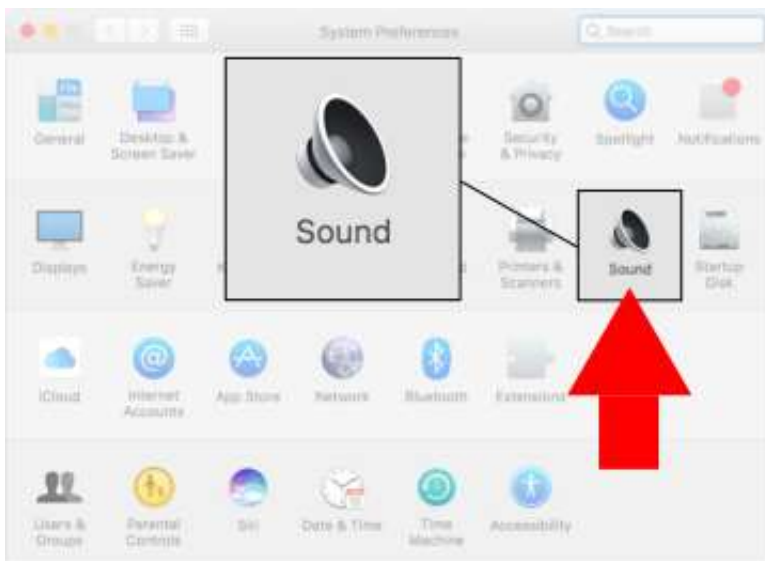 System Preferences
Search
General
Desktop &
Screen Saver
Security
& Privacy
Spotlight
Notifications
Sound
Displays
Energy
Saver
Printers &
Scanners
Sound
Startup
Disk
iCloud
Internet
Accounts
App Store
Network
Bluetooth
Extensions
Users &
Groups
Parental
Controls
Siri
Date & Time
Time
Machine
Accessibility